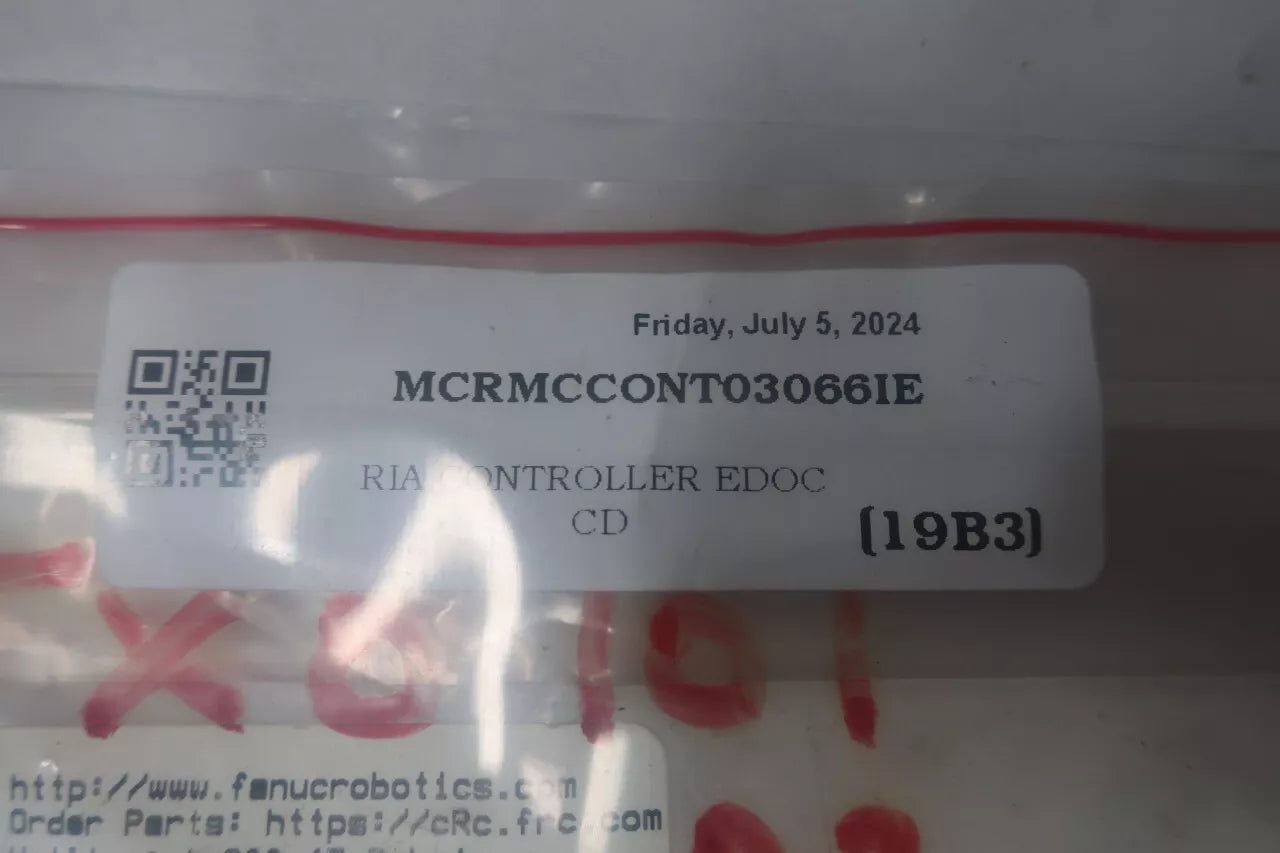 Friday, July 5, 2024
MCRMCCONT03066IE
RIA CONTROLLER EDOC
CD
(19B3)
http://www.fanucrobotics.com
Order Parts: https://cRc.frc.com